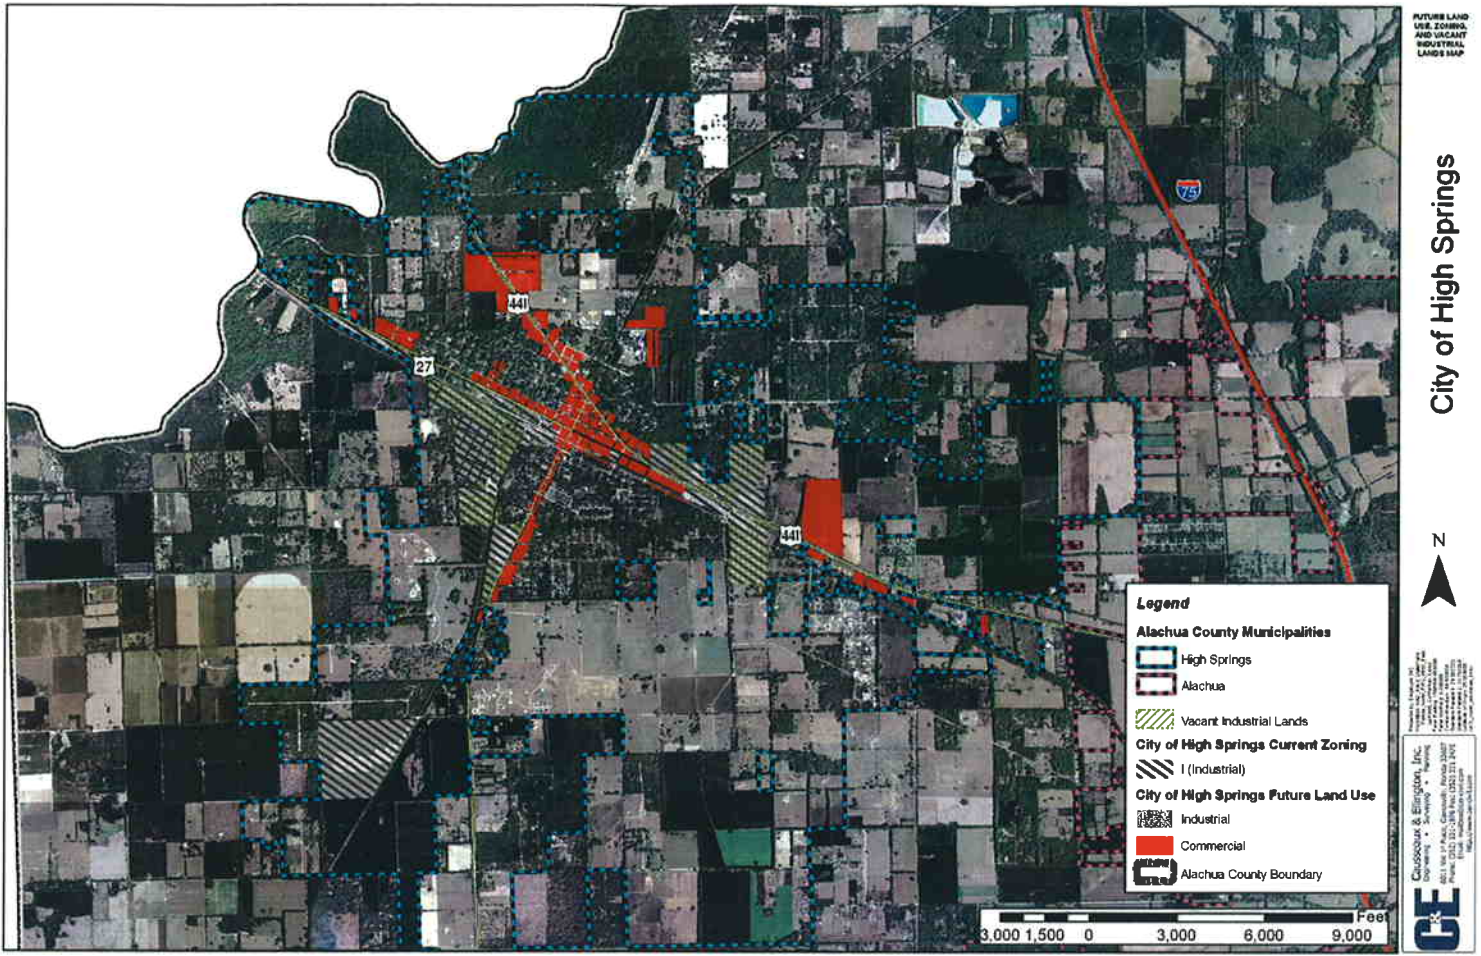 FUTURE LAND
USE, ZONING,
AND VACANT
INDUSTRIAL
LANDS MAP
City of High Springs
75
441
27
441
N
Legend
Alachua County Municipalities
High Springs
Alachua
Vacant Industrial Lands
City of High Springs Current Zoning
I (Industrial)
City of High Springs Future Land Use
Industrial
Commercial
Alachua County Boundary
3,000 1,500 0 3,000 6,000 9,000
Feet
C&E
Causseaux & Ellington, Inc.
Engineering • Surveying • Planning